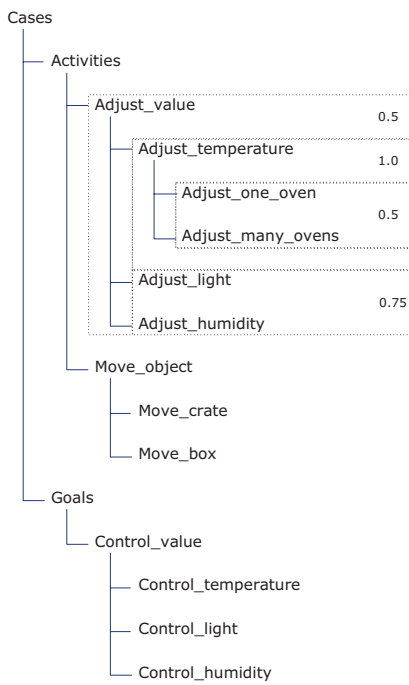 Cases
Activities
Adjust_value
0.5
Adjust_temperature
1.0
Adjust_one_oven
0.5
Adjust_many_ovens
Adjust_light
0.75
Adjust_humidity
Move_object
Move_crate
Move_box
Goals
Control_value
Control_temperature
Control_light
Control_humidity